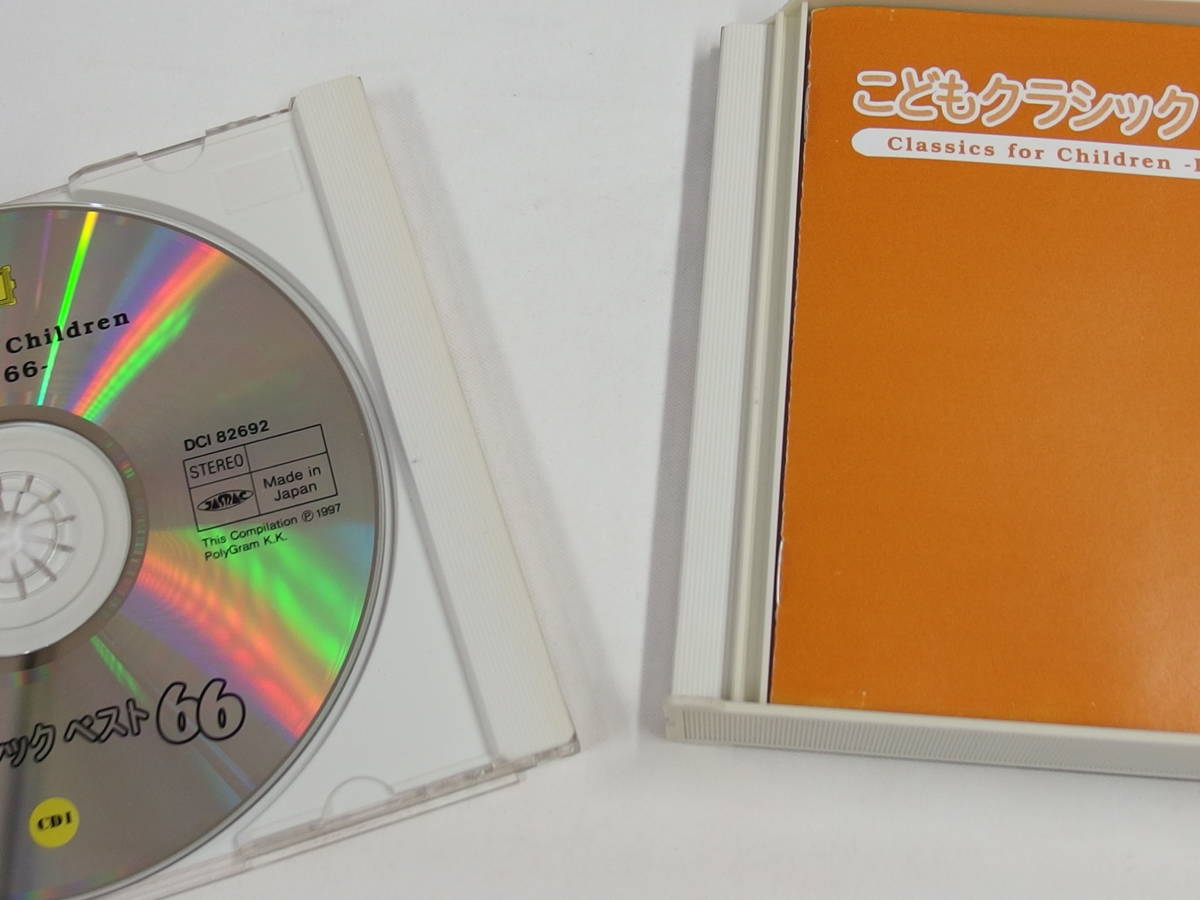 Children
66-
DCI 82692
STEREO
JASRAC
Made in
Japan
This Compilation Ⓟ 1997
PolyGram K.K.
ック ベスト 66
CD1
こどもクラシック
Classics for Children -